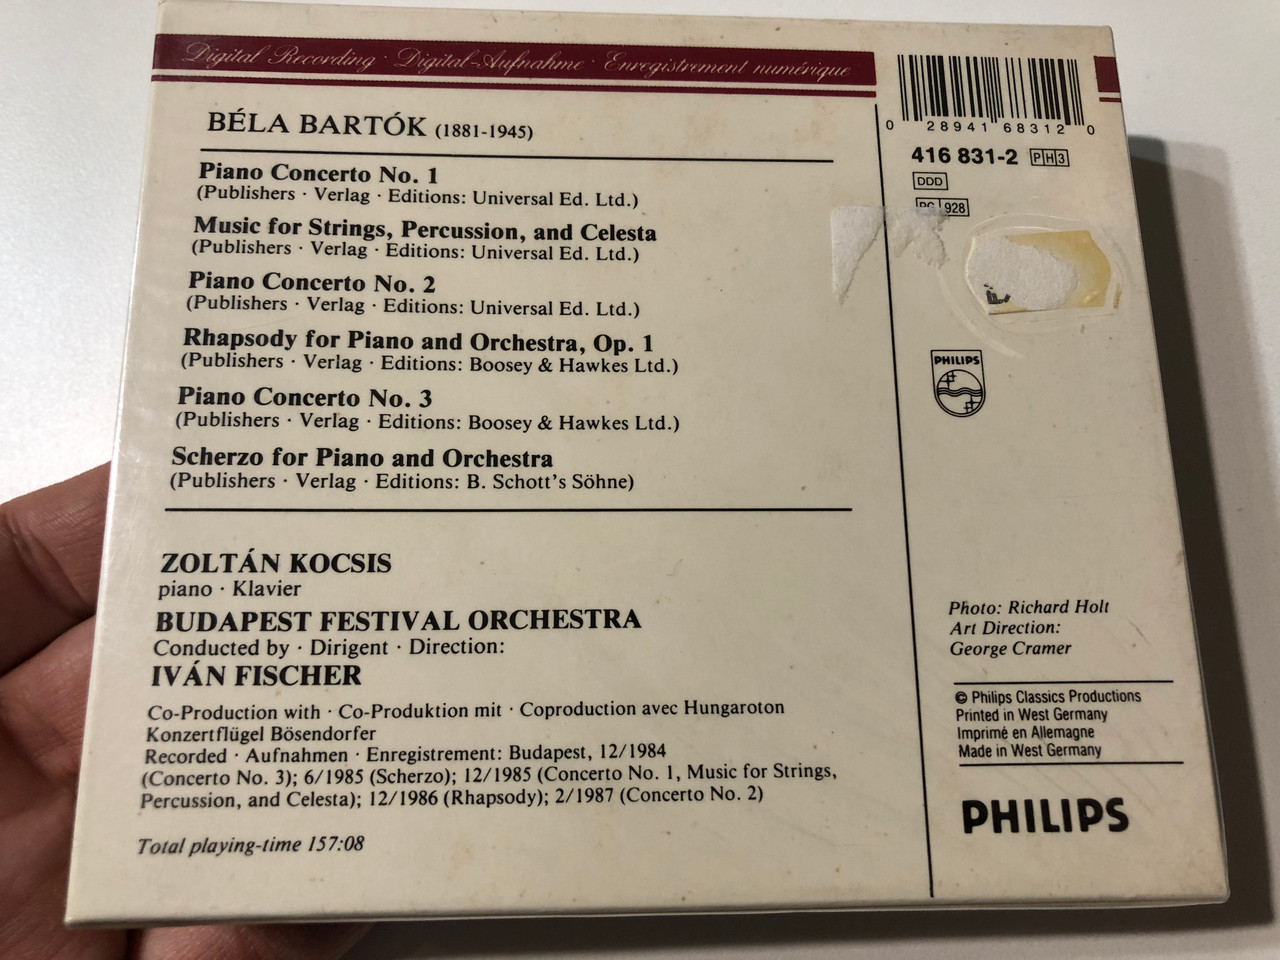 Digital Recording · Digital-Aufnahme · Enregistrement numérique
BÉLA BARTÓK (1881-1945)
Piano Concerto No. 1
(Publishers · Verlag · Editions: Universal Ed. Ltd.)
Music for Strings, Percussion, and Celesta
(Publishers · Verlag · Editions: Universal Ed. Ltd.)
Piano Concerto No. 2
(Publishers · Verlag · Editions: Universal Ed. Ltd.)
Rhapsody for Piano and Orchestra, Op. 1
(Publishers · Verlag · Editions: Boosey & Hawkes Ltd.)
Piano Concerto No. 3
(Publishers · Verlag · Editions: Boosey & Hawkes Ltd.)
Scherzo for Piano and Orchestra
(Publishers · Verlag · Editions: B. Schott's Söhne)
ZOLTÁN KOCSIS
piano · Klavier
BUDAPEST FESTIVAL ORCHESTRA
Conducted by · Dirigent · Direction:
IVÁN FISCHER
Co-Production with · Co-Produktion mit · Coproduction avec Hungaroton
Konzertflügel Bösendorfer
Recorded · Aufnahmen · Enregistrement: Budapest, 12/1984
(Concerto No. 3); 6/1985 (Scherzo); 12/1985 (Concerto No. 1, Music for Strings,
Percussion, and Celesta); 12/1986 (Rhapsody); 2/1987 (Concerto No. 2)
Total playing-time 157:08
0 28941 68312 0
416 831-2 PH3
DDD
928
PHILIPS
Photo: Richard Holt
Art Direction:
George Cramer
© Philips Classics Productions
Printed in West Germany
Imprimé en Allemagne
Made in West Germany
PHILIPS